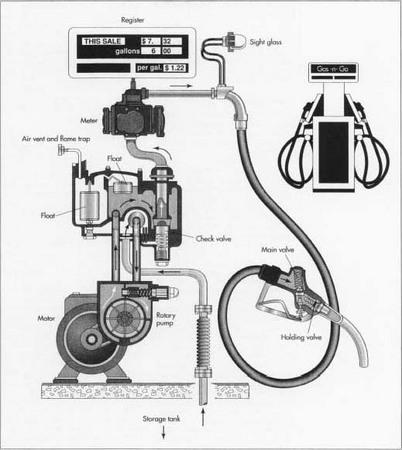 Register
THIS SALE $ 7. 32
gallons 6 00
per gal. $ 1.22
Sight glass
Gas-n-Go
Meter
Air vent and flame trap
Float
Float
Check valve
Main valve
Motor
Rotary
pump
Holding valve
Storage tank